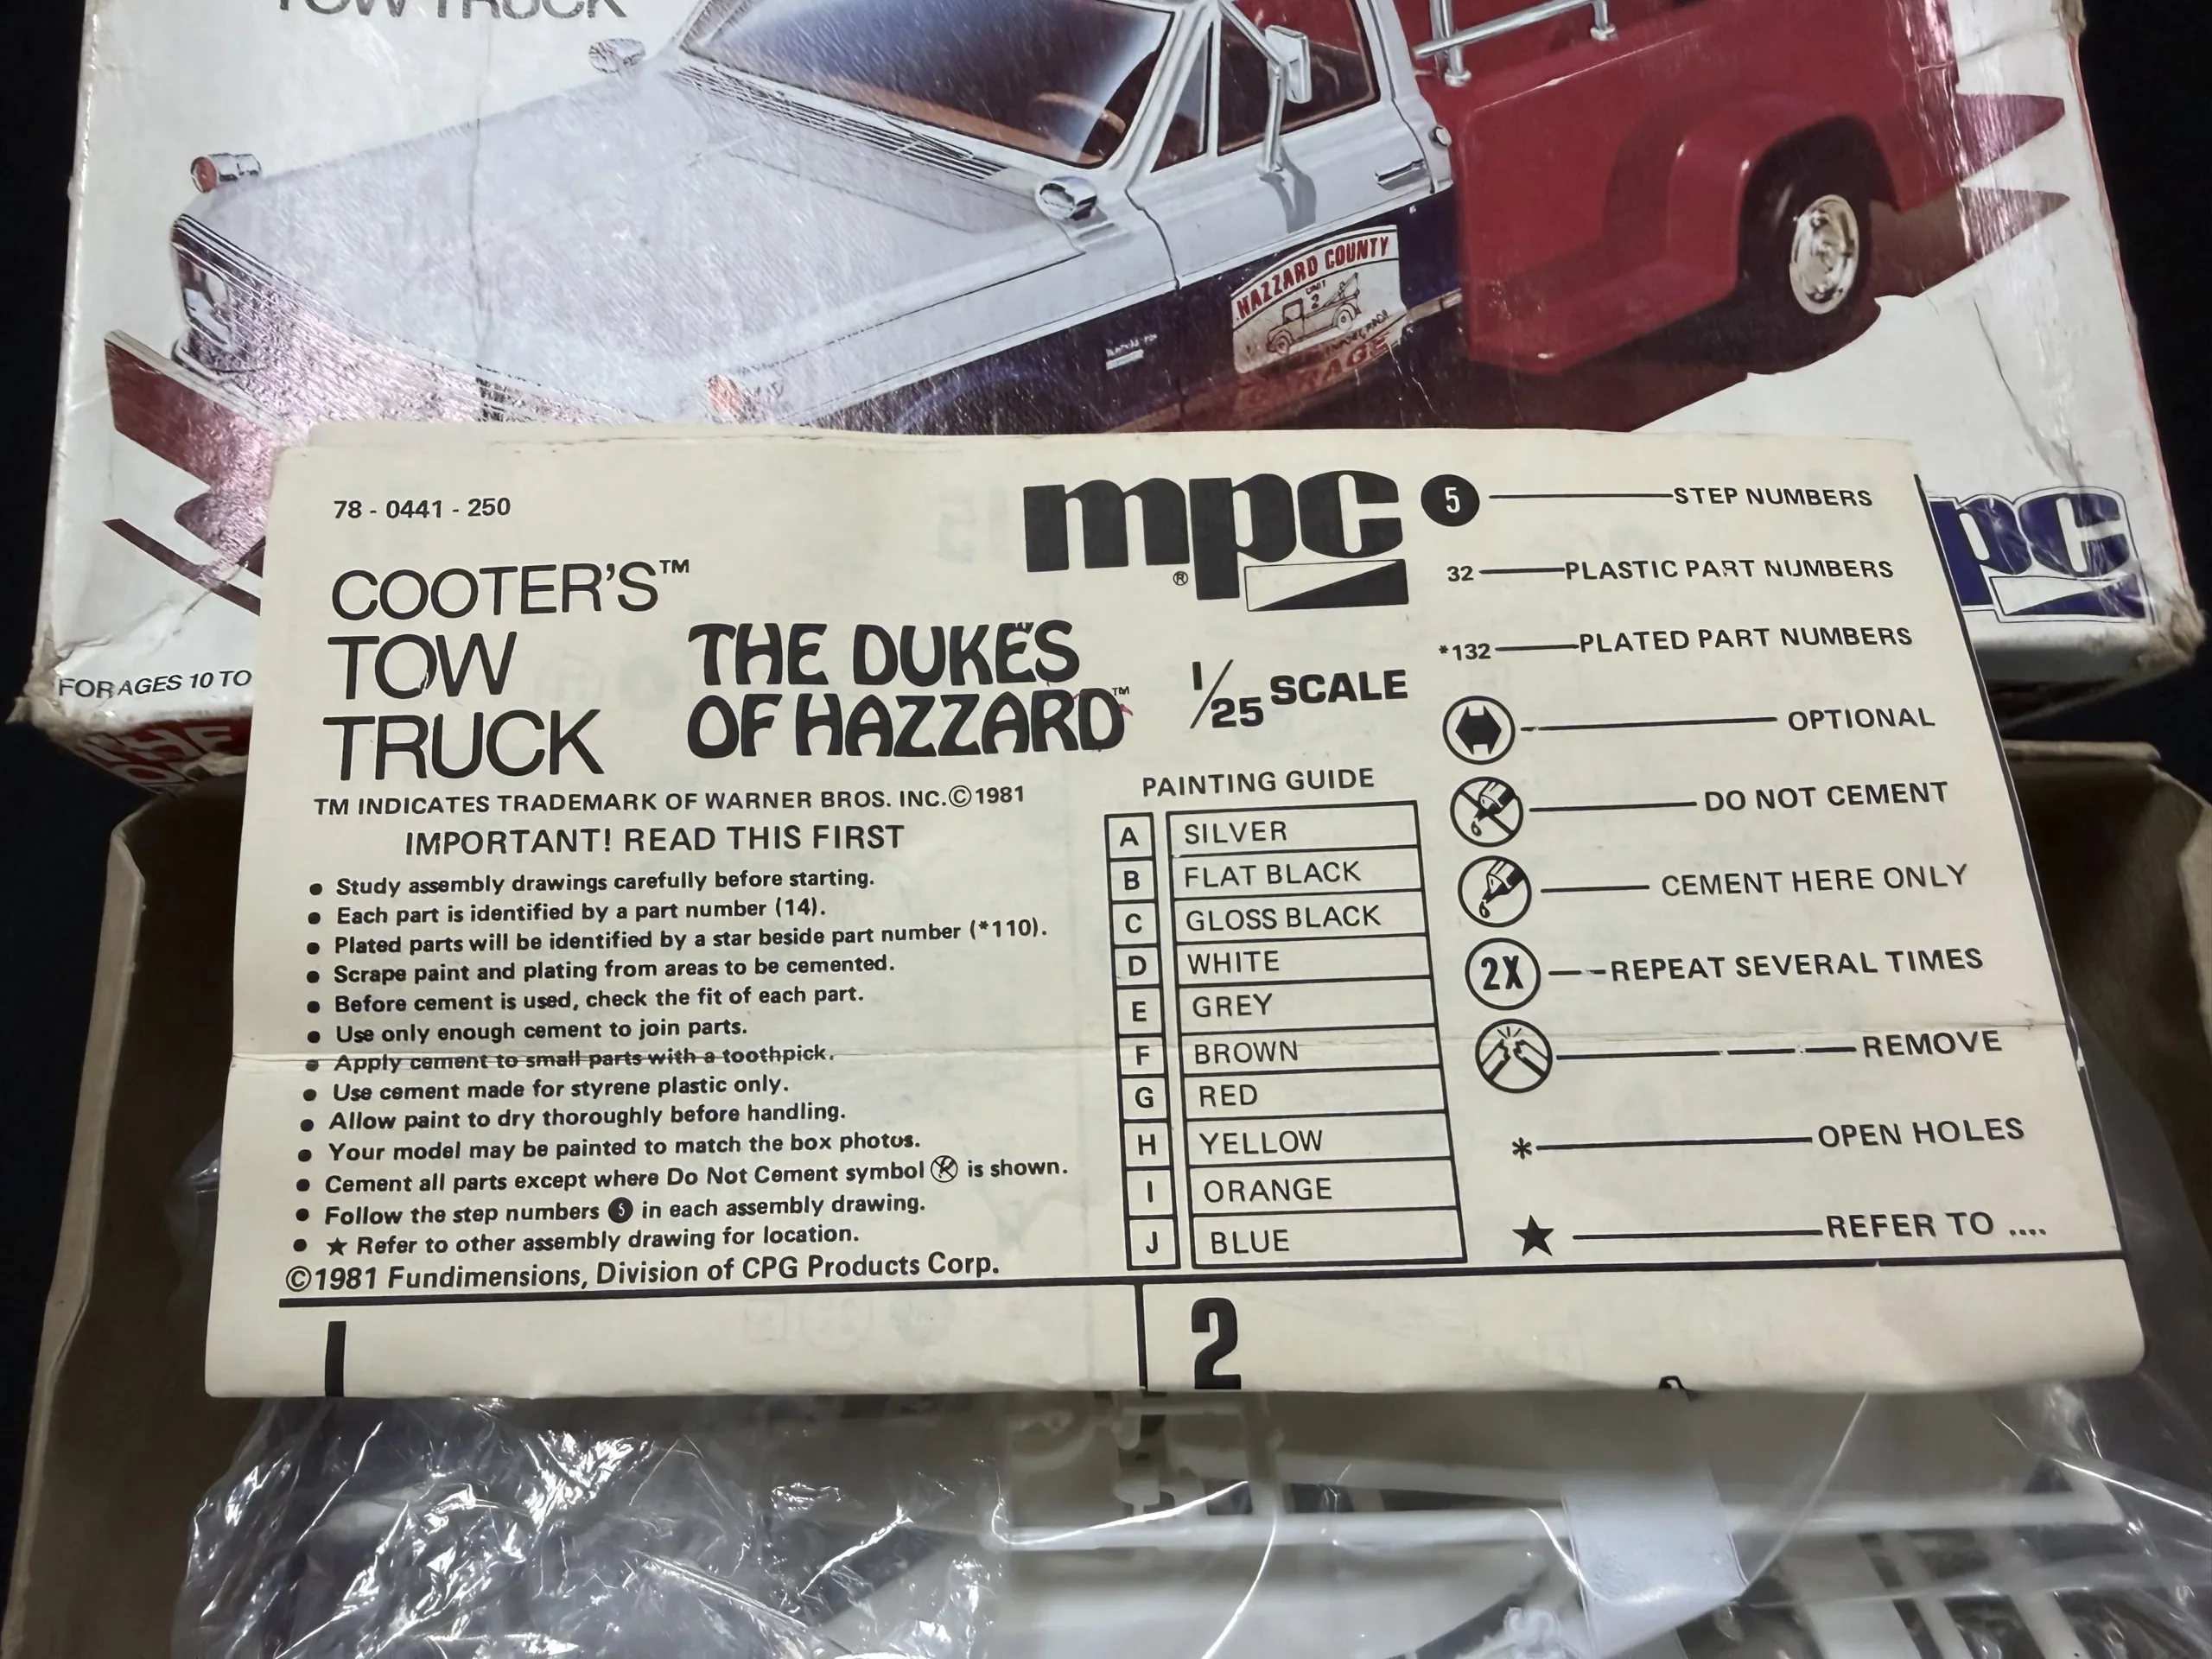 TOW TRUCK
HAZZARD COUNTY
UNIT
2
GARAGE
mpc
FOR AGES 10 TO
THE
78 - 0441 - 250
COOTER'S™
TOW
TRUCK
THE DUKES
OF HAZZARD™
mpc®
1/25 SCALE
TM INDICATES TRADEMARK OF WARNER BROS. INC.©1981
IMPORTANT! READ THIS FIRST
• Study assembly drawings carefully before starting.
• Each part is identified by a part number (14).
• Plated parts will be identified by a star beside part number (*110).
• Scrape paint and plating from areas to be cemented.
• Before cement is used, check the fit of each part.
• Use only enough cement to join parts.
• Apply cement to small parts with a toothpick.
• Use cement made for styrene plastic only.
• Allow paint to dry thoroughly before handling.
• Your model may be painted to match the box photos.
• Cement all parts except where Do Not Cement symbol is shown.
• Follow the step numbers 5 in each assembly drawing.
• ★ Refer to other assembly drawing for location.
©1981 Fundimensions, Division of CPG Products Corp.
PAINTING GUIDE
A SILVER
B FLAT BLACK
C GLOSS BLACK
D WHITE
E GREY
F BROWN
G RED
H YELLOW
I ORANGE
J BLUE
5 STEP NUMBERS
32 PLASTIC PART NUMBERS
*132 PLATED PART NUMBERS
OPTIONAL
DO NOT CEMENT
CEMENT HERE ONLY
2X REPEAT SEVERAL TIMES
REMOVE
* OPEN HOLES
★ REFER TO ....
1
2